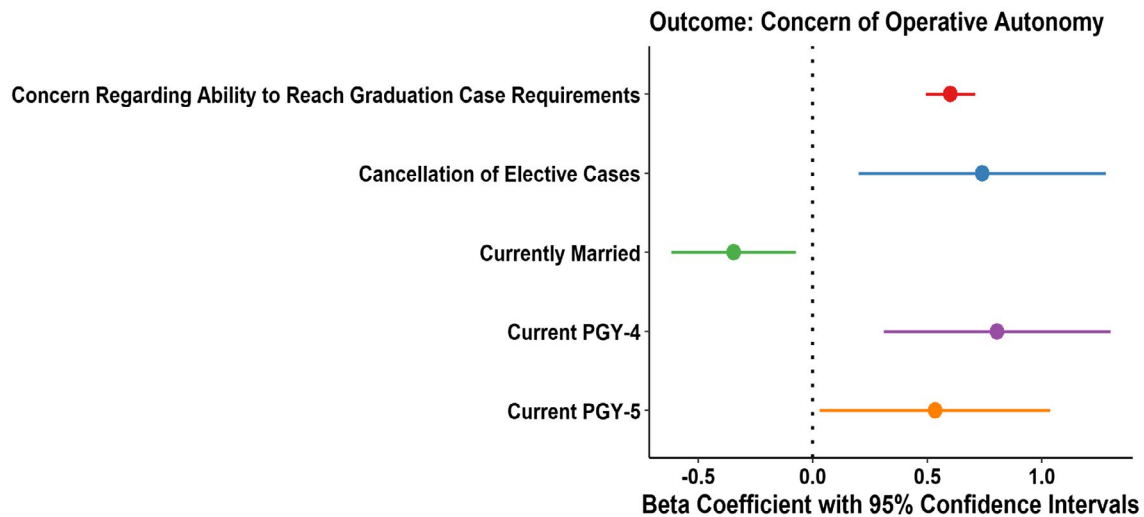 Outcome: Concern of Operative Autonomy
Concern Regarding Ability to Reach Graduation Case Requirements
Cancellation of Elective Cases
Currently Married
Current PGY-4
Current PGY-5
-0.5 0.0 0.5 1.0
Beta Coefficient with 95% Confidence Intervals